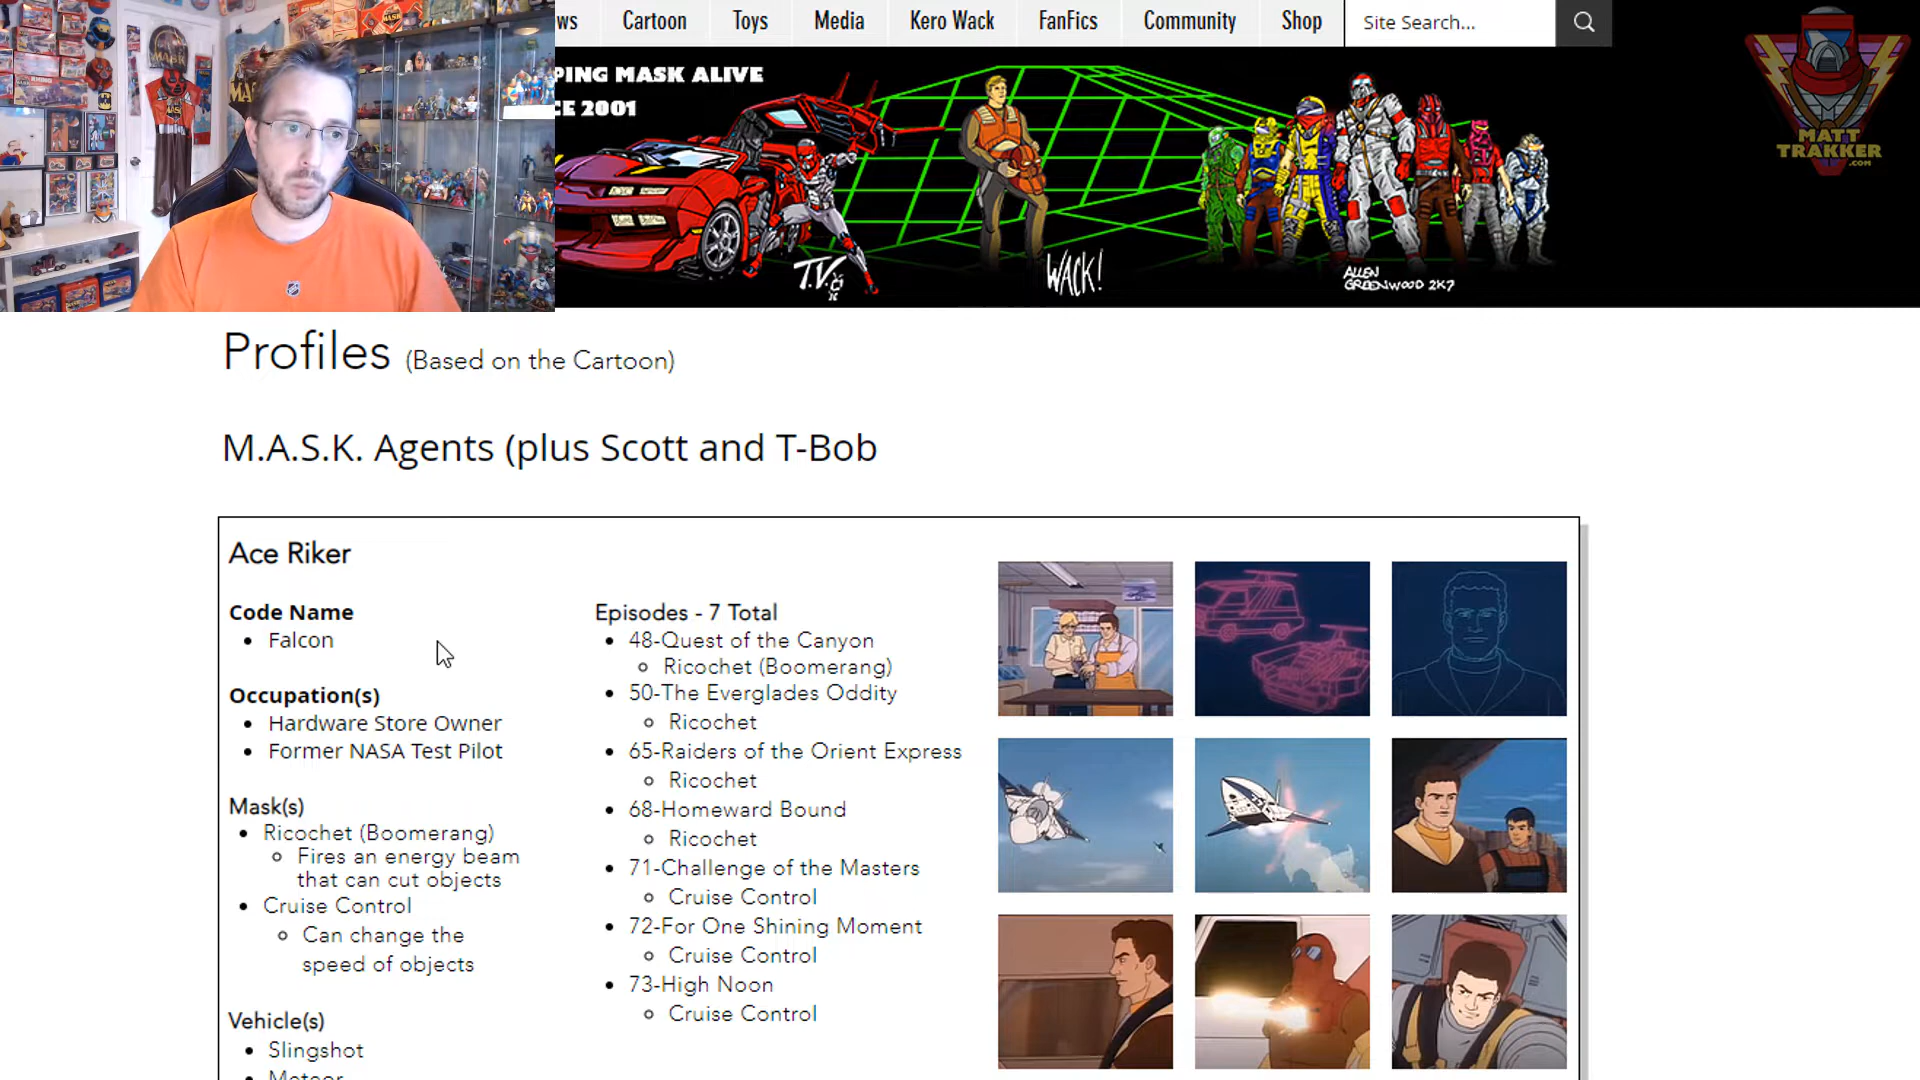 ws Cartoon Toys Media Kero Wack FanFics Community Shop Site Search...
PING MASK ALIVE
CE 2001
T.V.
WACK!
ALLEN
GREENWOOD 2K7
MATT
TRAKKER
.COM
Profiles (Based on the Cartoon)
M.A.S.K. Agents (plus Scott and T-Bob
Ace Riker
Code Name
• Falcon
Occupation(s)
• Hardware Store Owner
• Former NASA Test Pilot
Mask(s)
• Ricochet (Boomerang)
Fires an energy beam
that can cut objects
• Cruise Control
Can change the
speed of objects
Vehicle(s)
• Slingshot
• Meteor
Episodes - 7 Total
• 48-Quest of the Canyon
Ricochet (Boomerang)
• 50-The Everglades Oddity
Ricochet
• 65-Raiders of the Orient Express
Ricochet
• 68-Homeward Bound
Ricochet
• 71-Challenge of the Masters
Cruise Control
• 72-For One Shining Moment
Cruise Control
• 73-High Noon
Cruise Control